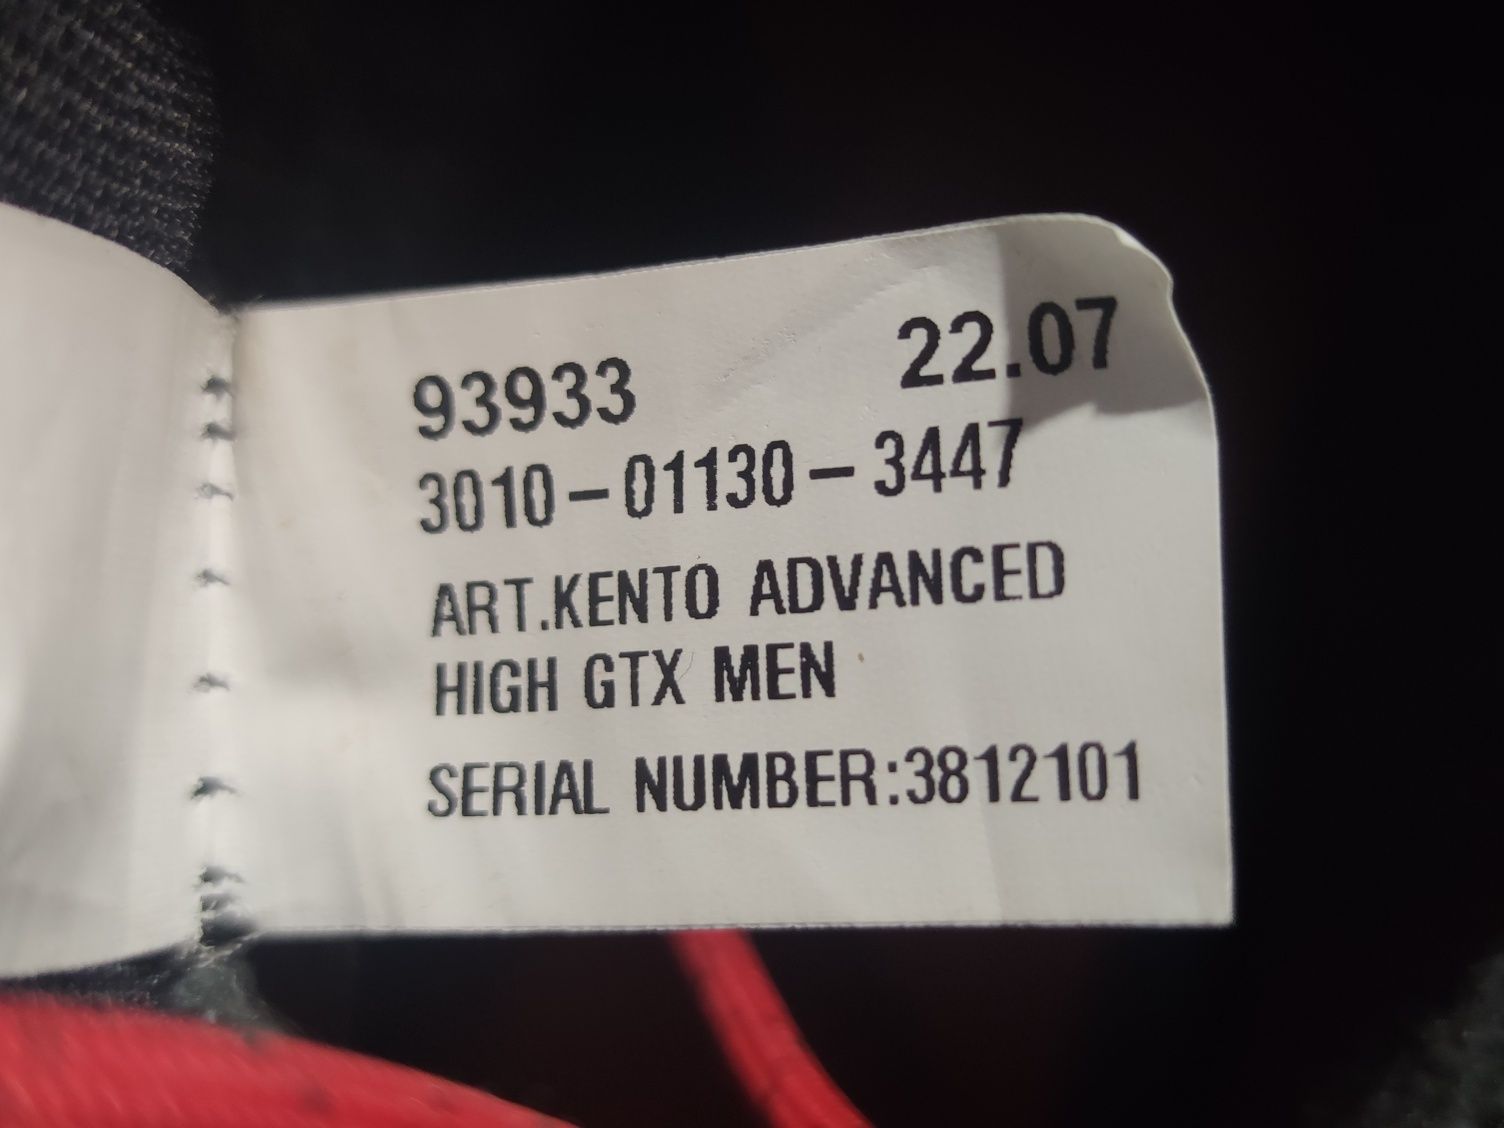 93933 22.07
3010-01130-3447
ART.KENTO ADVANCED
HIGH GTX MEN
SERIAL NUMBER:3812101